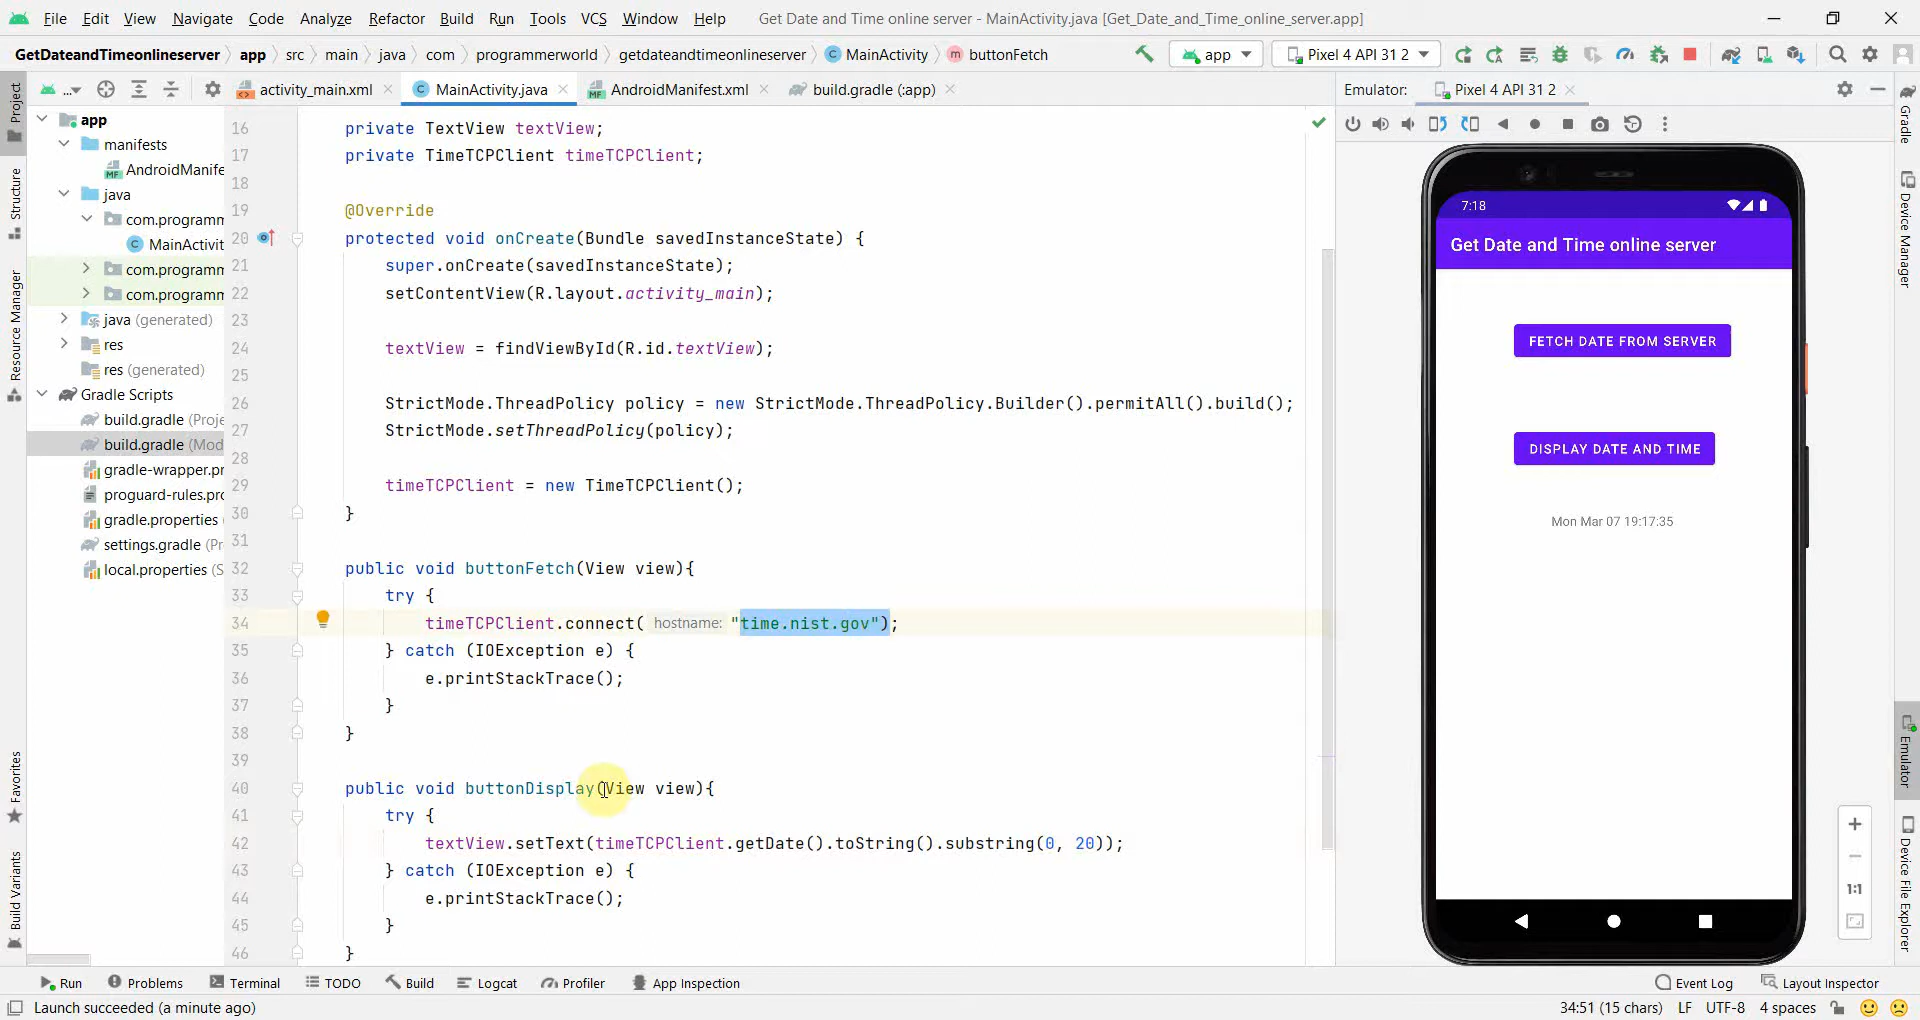 File Edit View Navigate Code Analyze Refactor Build Run Tools VCS Window Help Get Date and Time online server - MainActivity.java [Get_Date_and_Time_online_server.app]
GetDateandTimeonlineserver app src main java com programmerworld getdateandtimeonlineserver MainActivity buttonFetch app Pixel 4 API 31 2
activity_main.xml MainActivity.java AndroidManifest.xml build.gradle (:app) Emulator: Pixel 4 API 31 2
Project
Structure
Resource Manager
Favorites
Build Variants
app
manifests
AndroidManife
java
com.programm
MainActivit
com.programm
com.programm
java (generated)
res
res (generated)
Gradle Scripts
build.gradle (Proje
build.gradle (Mod
gradle-wrapper.pr
proguard-rules.pro
gradle.properties
settings.gradle (Pr
local.properties (S
16 private TextView textView;
17 private TimeTCPClient timeTCPClient;
18
19 @Override
20 protected void onCreate(Bundle savedInstanceState) {
21 super.onCreate(savedInstanceState);
22 setContentView(R.layout.activity_main);
23
24 textView = findViewById(R.id.textView);
25
26 StrictMode.ThreadPolicy policy = new StrictMode.ThreadPolicy.Builder().permitAll().build();
27 StrictMode.setThreadPolicy(policy);
28
29 timeTCPClient = new TimeTCPClient();
30 }
31
32 public void buttonFetch(View view){
33 try {
34 timeTCPClient.connect( hostname: "time.nist.gov");
35 } catch (IOException e) {
36 e.printStackTrace();
37 }
38 }
39
40 public void buttonDisplay(View view){
41 try {
42 textView.setText(timeTCPClient.getDate().toString().substring(0, 20));
43 } catch (IOException e) {
44 e.printStackTrace();
45 }
46 }
7:18
Get Date and Time online server
FETCH DATE FROM SERVER
DISPLAY DATE AND TIME
Mon Mar 07 19:17:35
1:1
Gradle
Device Manager
Emulator
Device File Explorer
Run Problems Terminal TODO Build Logcat Profiler App Inspection Event Log Layout Inspector
Launch succeeded (a minute ago) 34:51 (15 chars) LF UTF-8 4 spaces